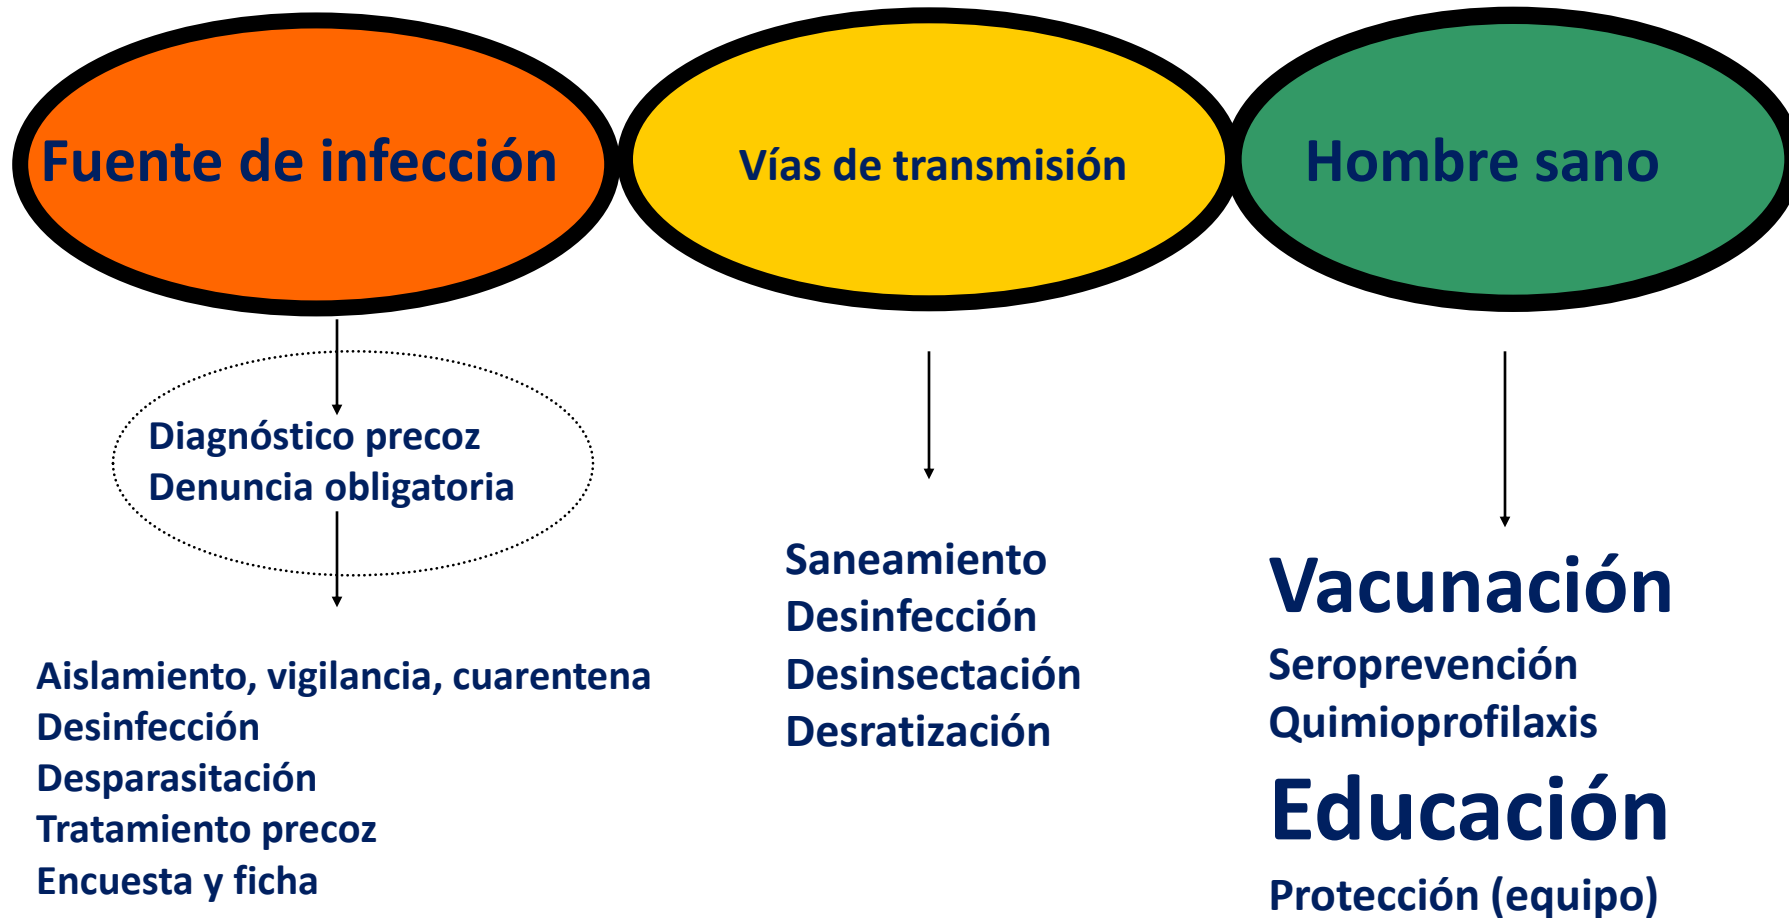 Fuente de infección
Vías de transmisión
Hombre sano
Diagnóstico precoz
Denuncia obligatoria
Aislamiento, vigilancia, cuarentena
Desinfección
Desparasitación
Tratamiento precoz
Encuesta y ficha
Saneamiento
Desinfección
Desinsectación
Desratización
Vacunación
Seroprevención
Quimioprofilaxis
Educación
Protección (equipo)